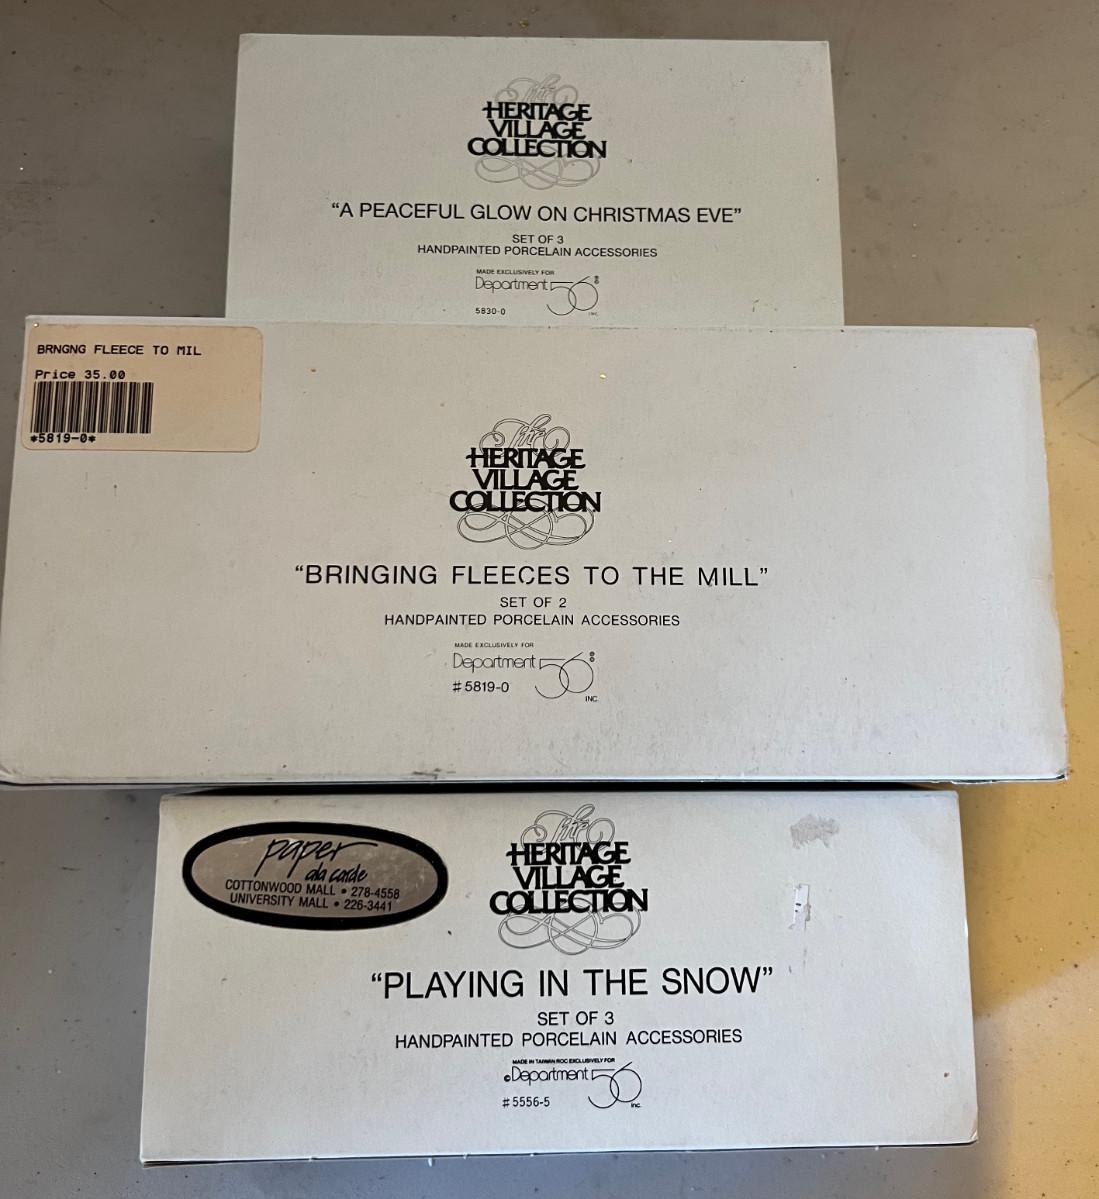 The
HERITAGE
VILLAGE
COLLECTION
“A PEACEFUL GLOW ON CHRISTMAS EVE”
SET OF 3
HANDPAINTED PORCELAIN ACCESSORIES
MADE EXCLUSIVELY FOR
Department 56®
5830-0
INC.
BRNGNG FLEECE TO MIL
Price 35.00
*5819-0*
The
HERITAGE
VILLAGE
COLLECTION
“BRINGING FLEECES TO THE MILL”
SET OF 2
HANDPAINTED PORCELAIN ACCESSORIES
MADE EXCLUSIVELY FOR
Department 56®
#5819-0
INC.
paper
ala carde
COTTONWOOD MALL • 278-4558
UNIVERSITY MALL • 226-3441
The
HERITAGE
VILLAGE
COLLECTION
“PLAYING IN THE SNOW”
SET OF 3
HANDPAINTED PORCELAIN ACCESSORIES
MADE IN TAIWAN ROC EXCLUSIVELY FOR
©Department 56
#5556-5
inc.